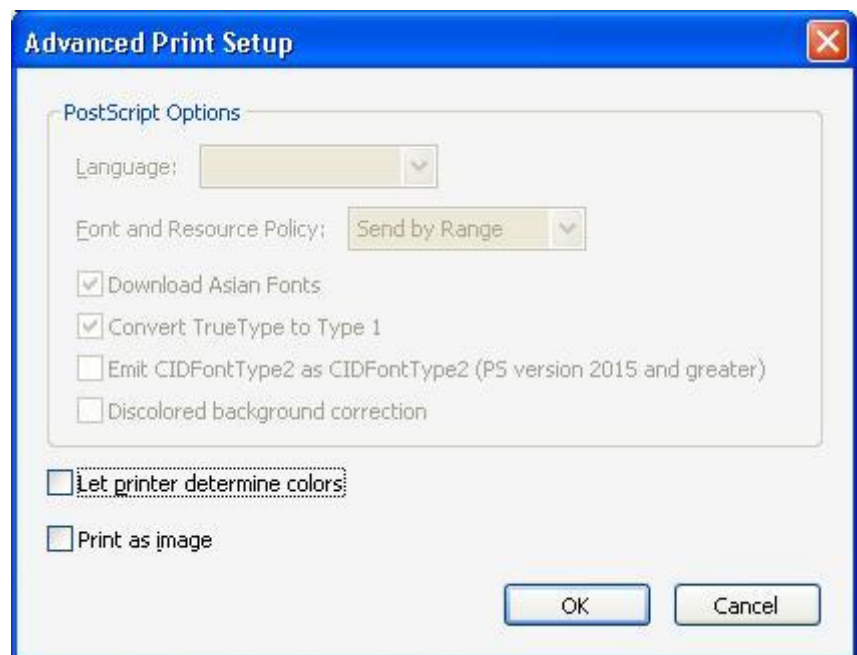 Advanced Print Setup
PostScript Options
Language:
Font and Resource Policy: Send by Range
Download Asian Fonts
Convert TrueType to Type 1
Emit CIDFontType2 as CIDFontType2 (PS version 2015 and greater)
Discolored background correction
Let printer determine colors
Print as image
OK Cancel